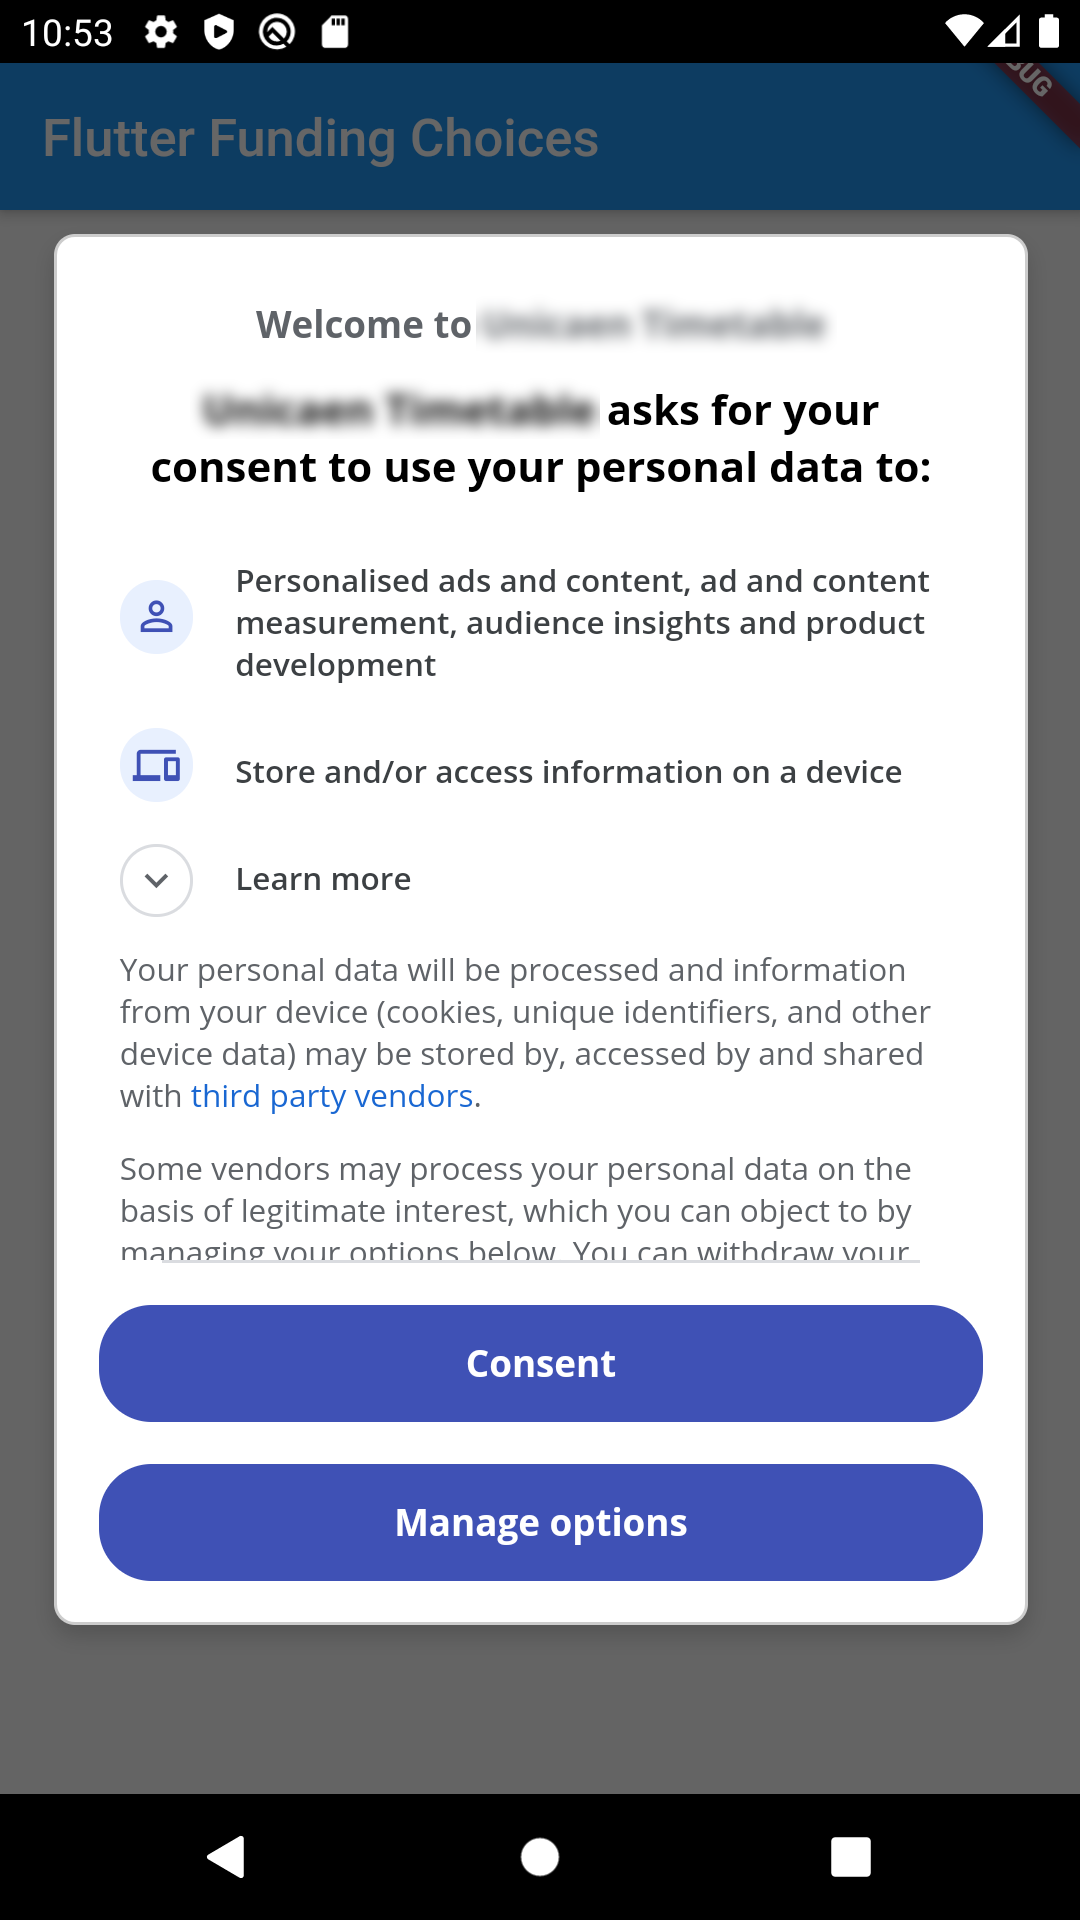 10:53
Flutter Funding Choices
Welcome to
asks for your
consent to use your personal data to:
Personalised ads and content, ad and content
measurement, audience insights and product
development
Store and/or access information on a device
Learn more
Your personal data will be processed and information
from your device (cookies, unique identifiers, and other
device data) may be stored by, accessed by and shared
with third party vendors.
Some vendors may process your personal data on the
basis of legitimate interest, which you can object to by
managing your options below. You can withdraw your
Consent
Manage options